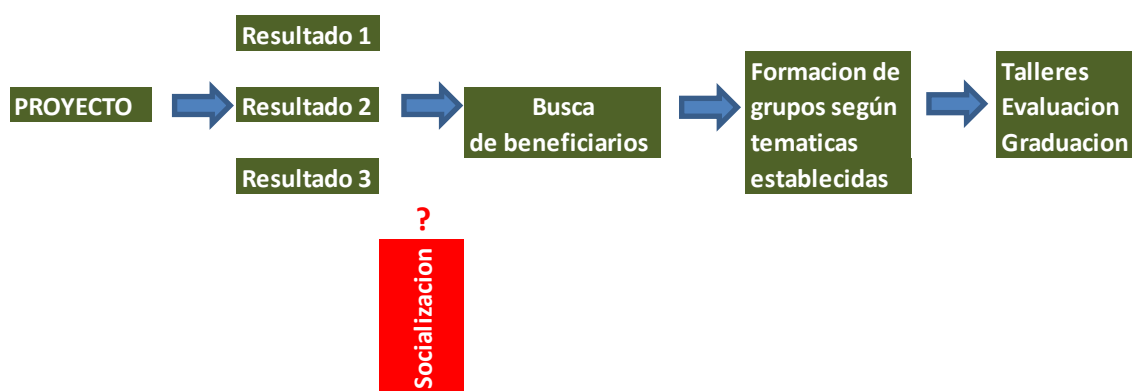 PROYECTO
Resultado 1
Resultado 2
Resultado 3
?
Socializacion
Busca
de beneficiarios
Formacion de
grupos según
tematicas
establecidas
Talleres
Evaluacion
Graduacion